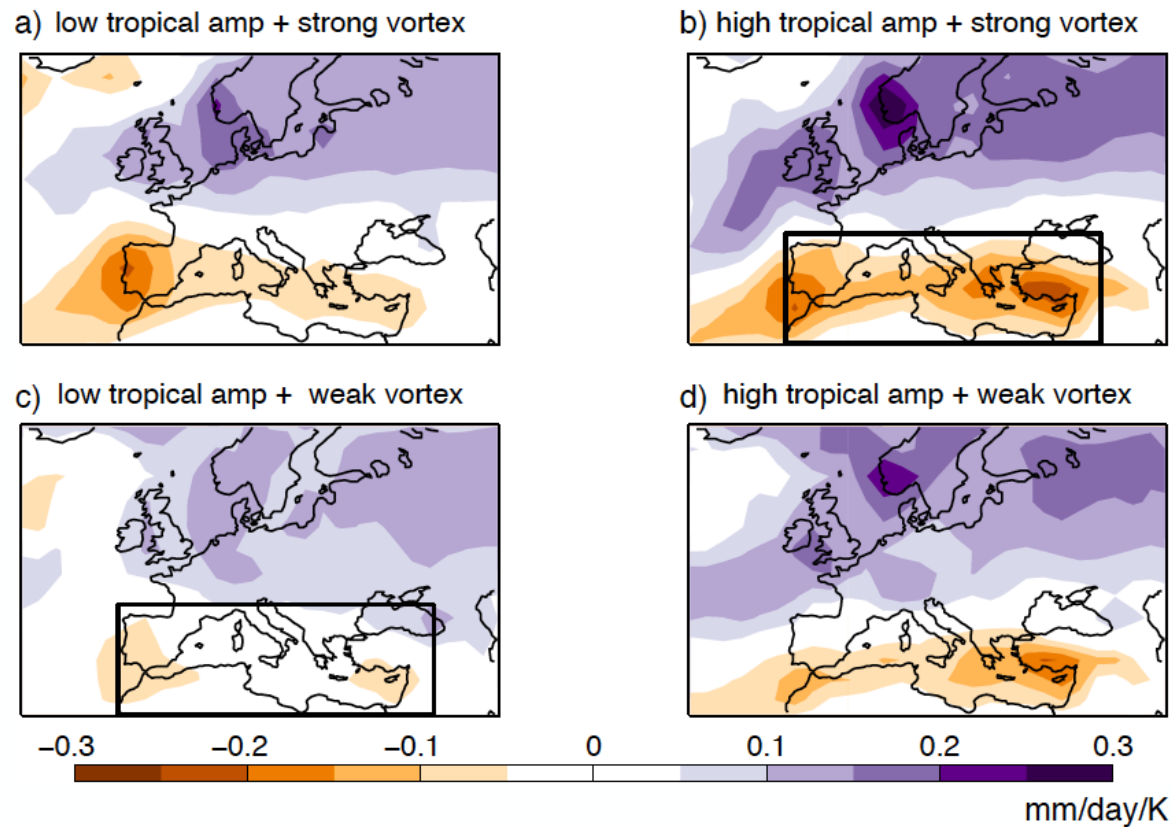 a) low tropical amp + strong vortex
b) high tropical amp + strong vortex
c) low tropical amp + weak vortex
d) high tropical amp + weak vortex
−0.3 −0.2 −0.1 0 0.1 0.2 0.3
mm/day/K